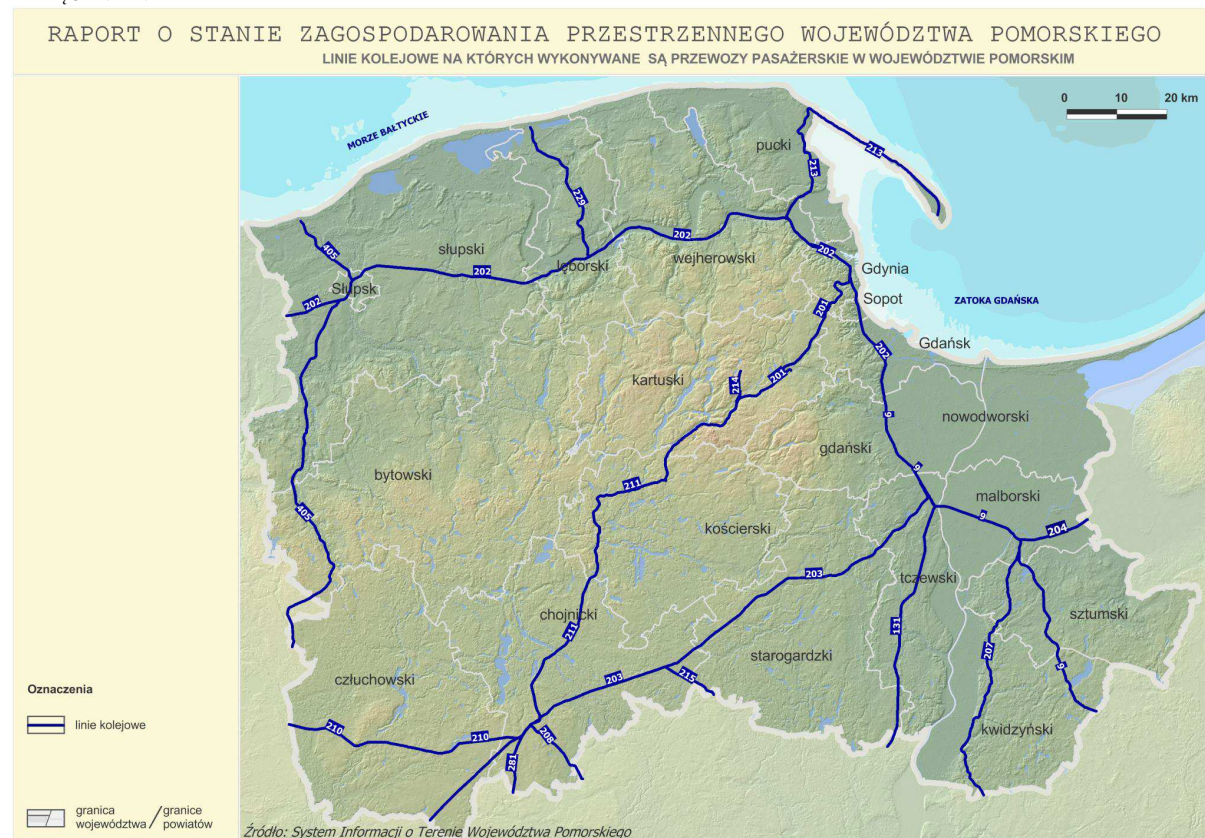 RAPORT O STANIE ZAGOSPODAROWANIA PRZESTRZENNEGO WOJEWÓDZTWA POMORSKIEGO
LINIE KOLEJOWE NA KTÓRYCH WYKONYWANE SĄ PRZEWOZY PASAŻERSKIE W WOJEWÓDZTWIE POMORSKIM
0 10 20 km
MORZE BAŁTYCKIE
pucki
213
213
229
202
405
słupski
202
lęborski
wejherowski
202
Gdynia
Słupsk
202
Sopot
ZATOKA GDAŃSKA
201
Gdańsk
202
kartuski
214
201
nowodworski
9
gdański
bytowski
9
211
malborski
405
kościerski
9
204
203
tczewski
chojnicki
211
131
sztumski
207
starogardzki
9
człuchowski
203
215
Oznaczenia
linie kolejowe
210
210
208
kwidzyński
281
granica
województwa / granice
powiatów
Źródło: System Informacji o Terenie Województwa Pomorskiego